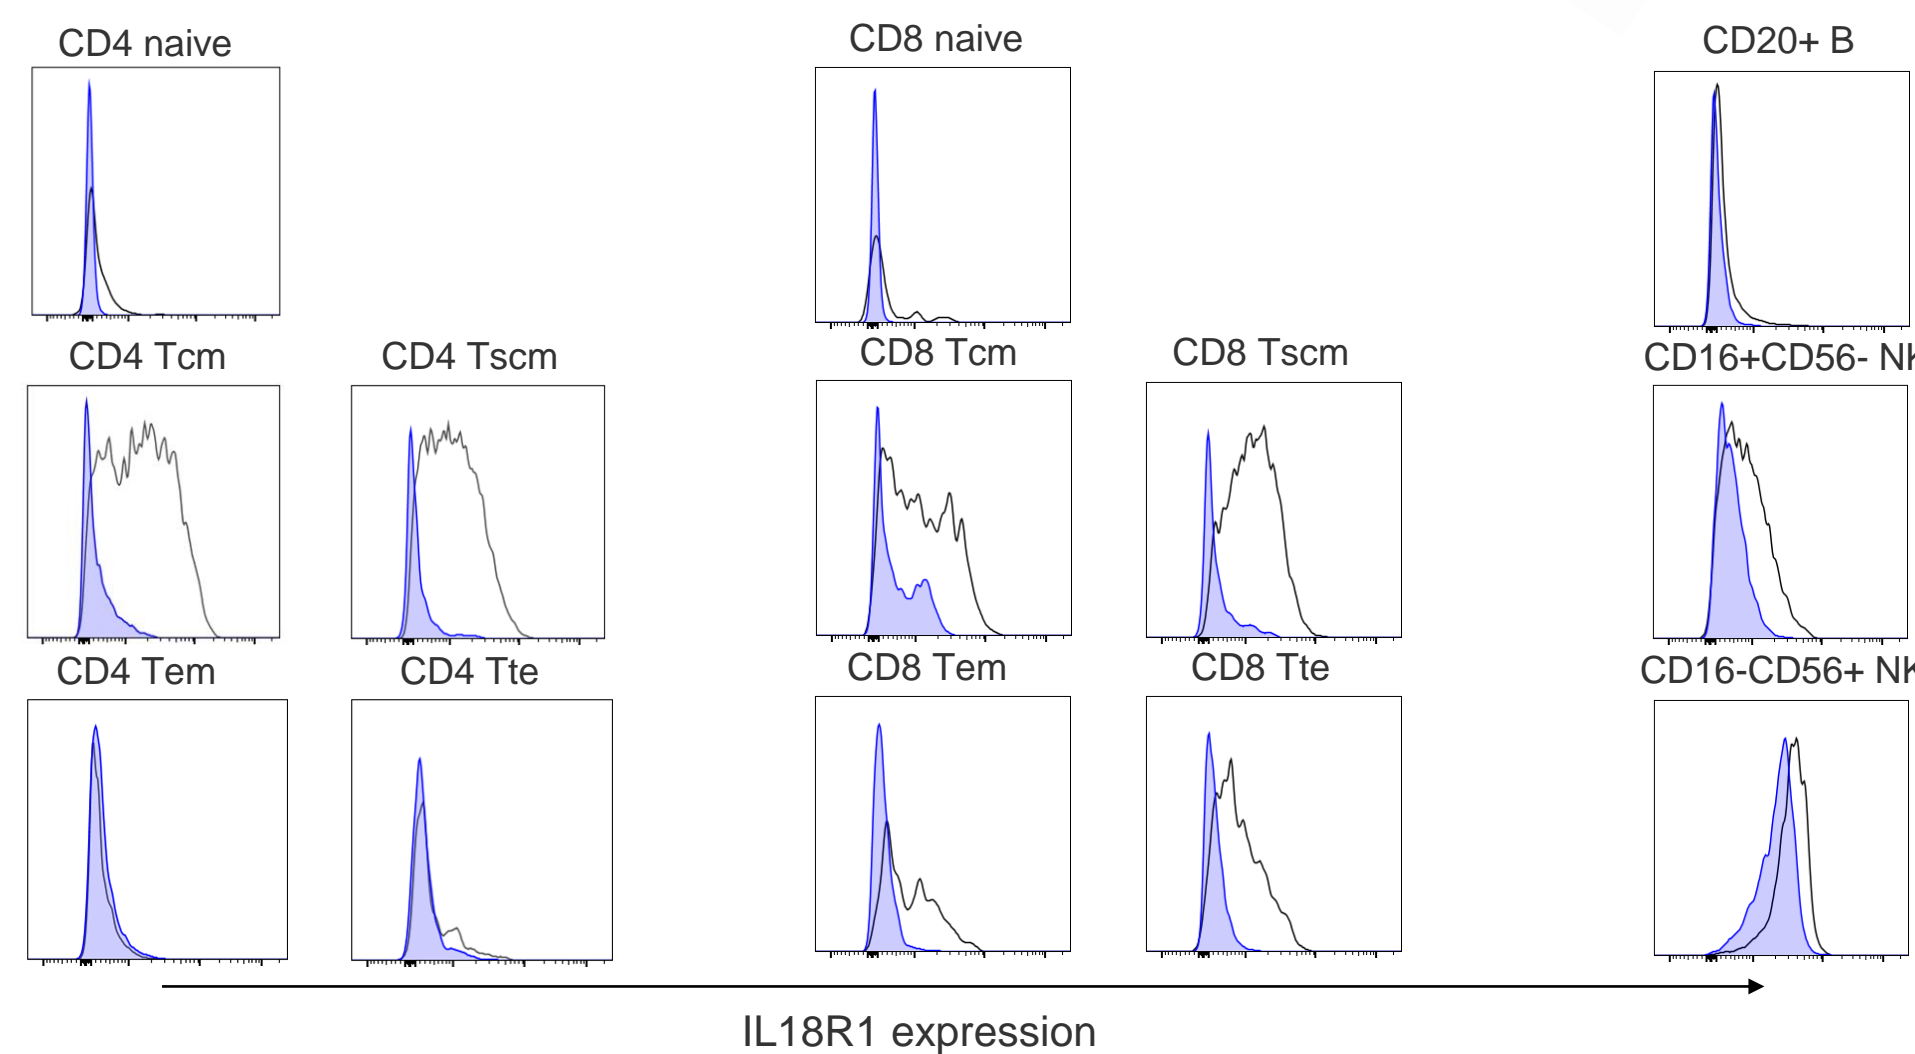 CD4 naive
CD8 naive
CD20+ B
CD4 Tcm
CD4 Tscm
CD8 Tcm
CD8 Tscm
CD16+CD56- NK
CD4 Tem
CD4 Tte
CD8 Tem
CD8 Tte
CD16-CD56+ NK
IL18R1 expression